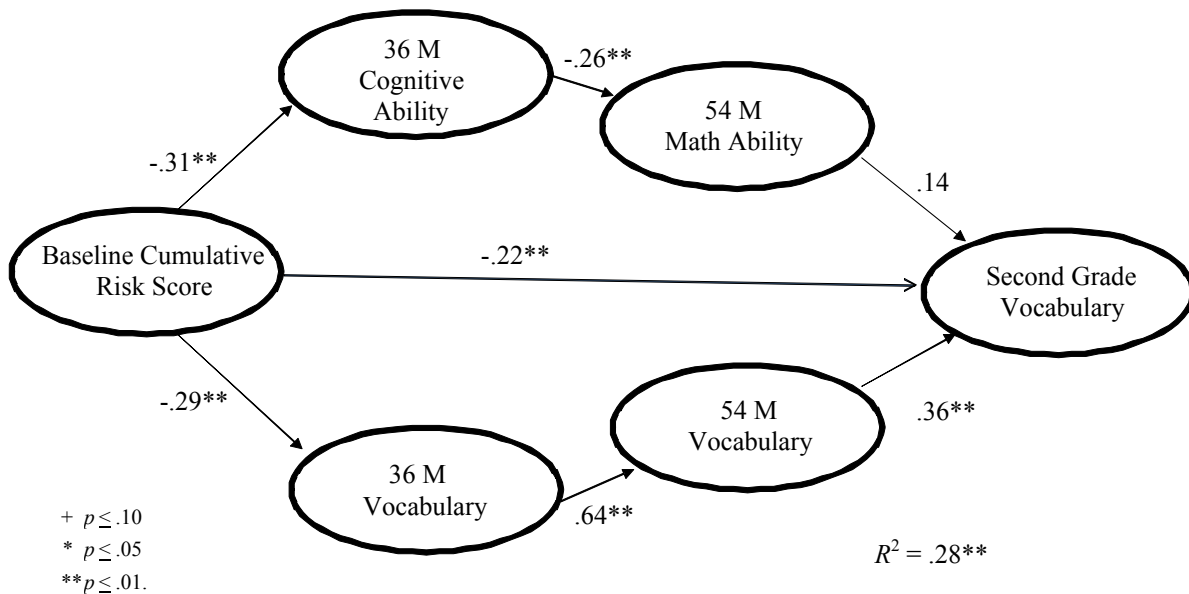 36 M
Cognitive
Ability
-.26**
54 M
Math Ability
-.31**
.14
Baseline Cumulative
Risk Score
-.22**
Second Grade
Vocabulary
-.29**
54 M
Vocabulary
.36**
36 M
Vocabulary
.64**
+ p ≤ .10
* p ≤ .05
**p ≤ .01.
R² = .28**